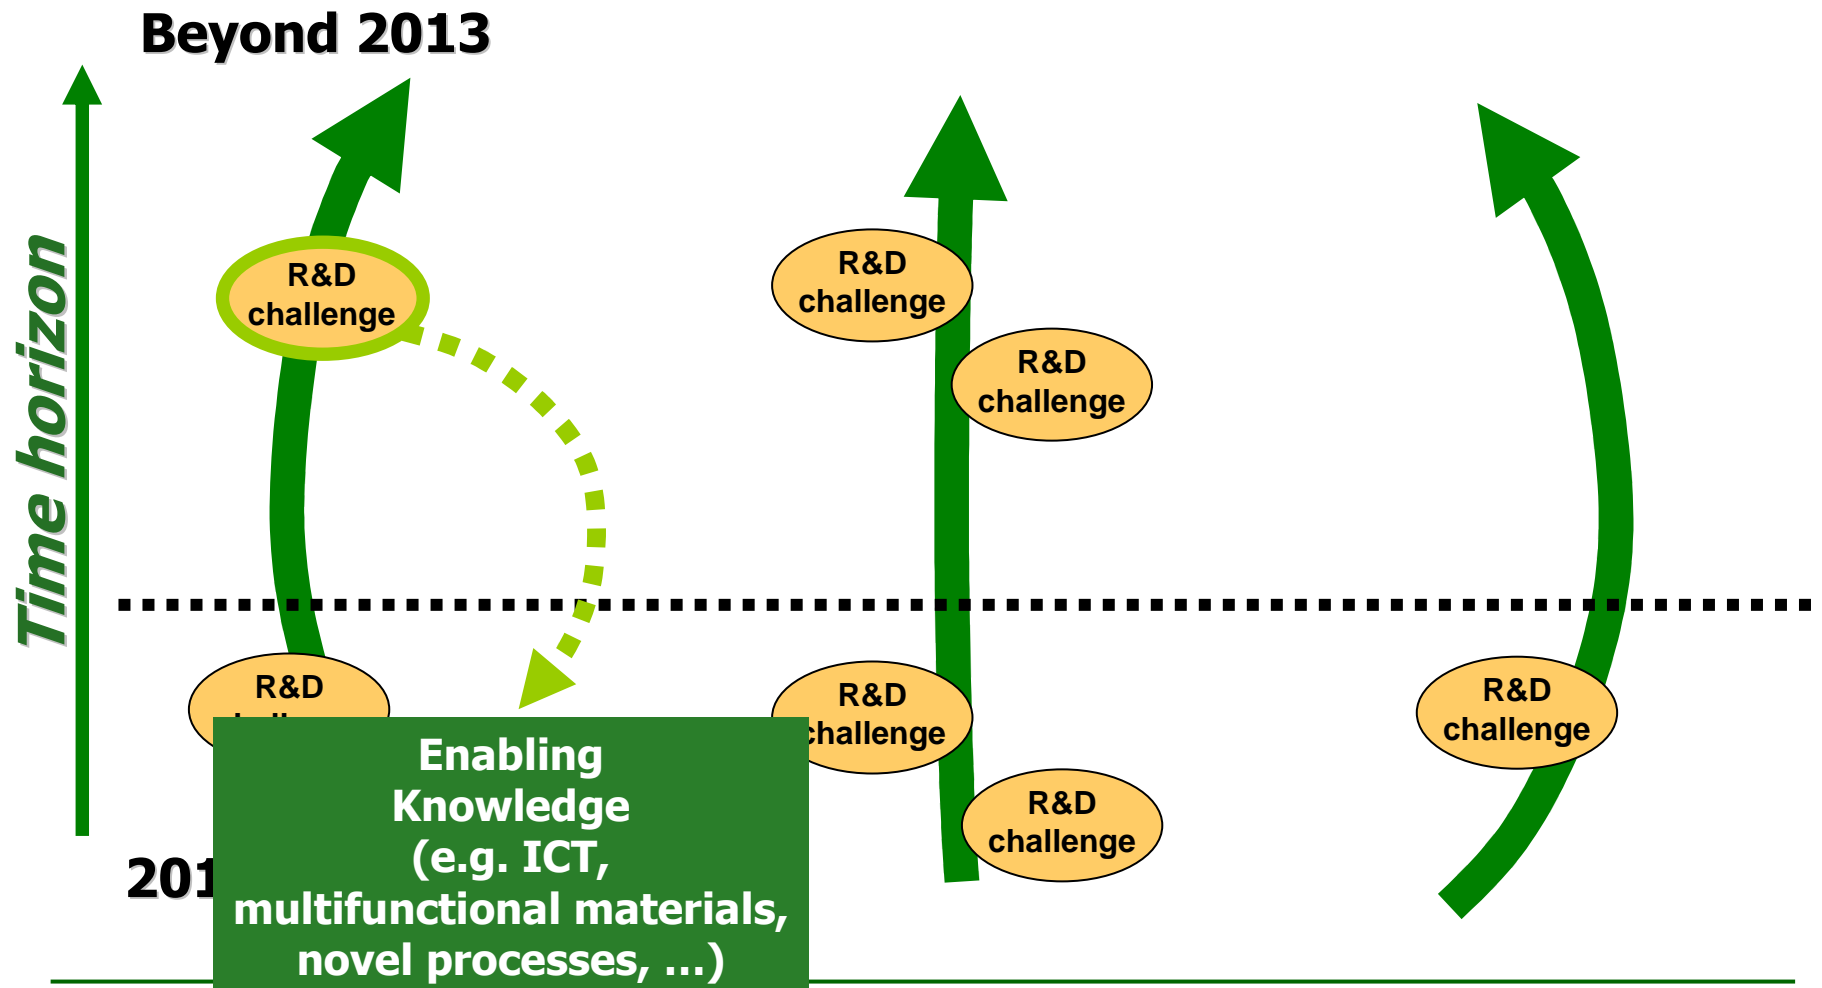 Beyond 2013
Time horizon
R&D
challenge
R&D
challenge
R&D
challenge
R&D
R&D
challenge
R&D
challenge
R&D
challenge
Enabling
Knowledge
(e.g. ICT,
multifunctional materials,
novel processes, …)